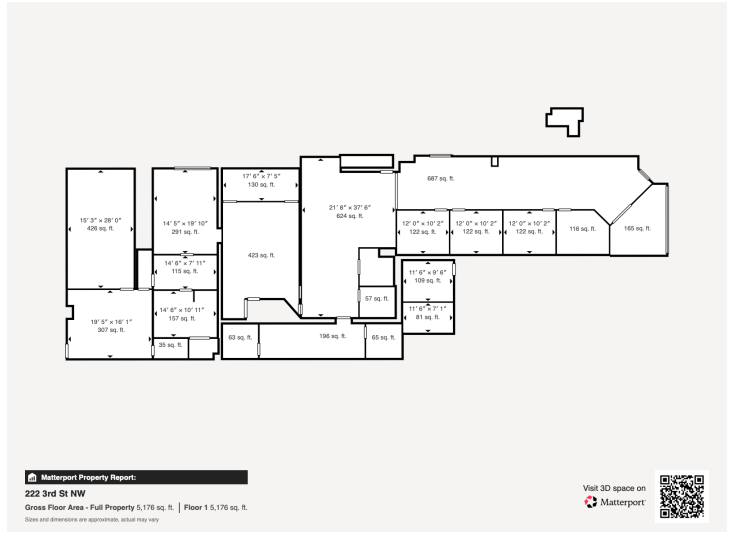 17' 6" × 7' 5"
130 sq. ft.
687 sq. ft.
15' 3" × 28' 0"
426 sq. ft.
14' 5" × 19' 10"
291 sq. ft.
21' 8" × 37' 6"
624 sq. ft.
12' 0" × 10' 2"
122 sq. ft.
12' 0" × 10' 2"
122 sq. ft.
12' 0" × 10' 2"
122 sq. ft.
116 sq. ft.
165 sq. ft.
423 sq. ft.
14' 6" × 7' 11"
115 sq. ft.
11' 6" × 9' 6"
109 sq. ft.
57 sq. ft.
14' 6" × 10' 11"
157 sq. ft.
11' 6" × 7' 1"
81 sq. ft.
19' 5" × 16' 1"
307 sq. ft.
35 sq. ft.
63 sq. ft.
196 sq. ft.
65 sq. ft.
Matterport Property Report:
222 3rd St NW
Gross Floor Area - Full Property 5,176 sq. ft. | Floor 1 5,176 sq. ft.
Sizes and dimensions are approximate, actual may vary
Visit 3D space on
Matterport